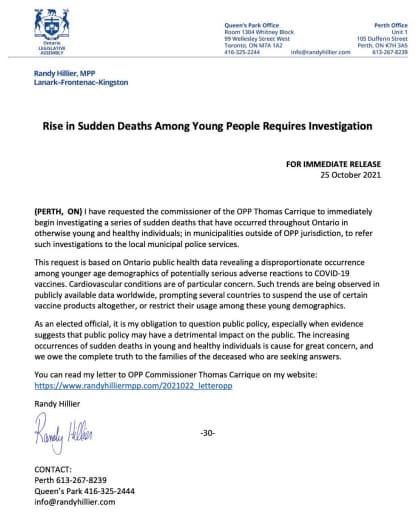 Ontario
LEGISLATIVE
ASSEMBLY
Queen's Park Office
Room 1304 Whitney Block
99 Wellesley Street West
Toronto, ON M7A 1A2
416-325-2244
info@randyhillier.com
Perth Office
Unit 1
105 Dufferin Street
Perth, ON K7H 3A5
613-267-8239
Randy Hillier, MPP
Lanark–Frontenac–Kingston
Rise in Sudden Deaths Among Young People Requires Investigation
FOR IMMEDIATE RELEASE
25 October 2021
(PERTH, ON) I have requested the commissioner of the OPP Thomas Carrique to immediately
begin investigating a series of sudden deaths that have occurred throughout Ontario in
otherwise young and healthy individuals; in municipalities outside of OPP jurisdiction, to refer
such investigations to the local municipal police services.
This request is based on Ontario public health data revealing a disproportionate occurrence
among younger age demographics of potentially serious adverse reactions to COVID-19
vaccines. Cardiovascular conditions are of particular concern. Such trends are being observed in
publicly available data worldwide, prompting several countries to suspend the use of certain
vaccine products altogether, or restrict their usage among these young demographics.
As an elected official, it is my obligation to question public policy, especially when evidence
suggests that public policy may have a detrimental impact on the public. The increasing
occurrences of sudden deaths in young and healthy individuals is cause for great concern, and
we owe the complete truth to the families of the deceased who are seeking answers.
You can read my letter to OPP Commissioner Thomas Carrique on my website:
https://www.randyhilliermpp.com/2021022_letteropp
Randy Hillier
Randy Hillier
-30-
CONTACT:
Perth 613-267-8239
Queen's Park 416-325-2444
info@randyhillier.com